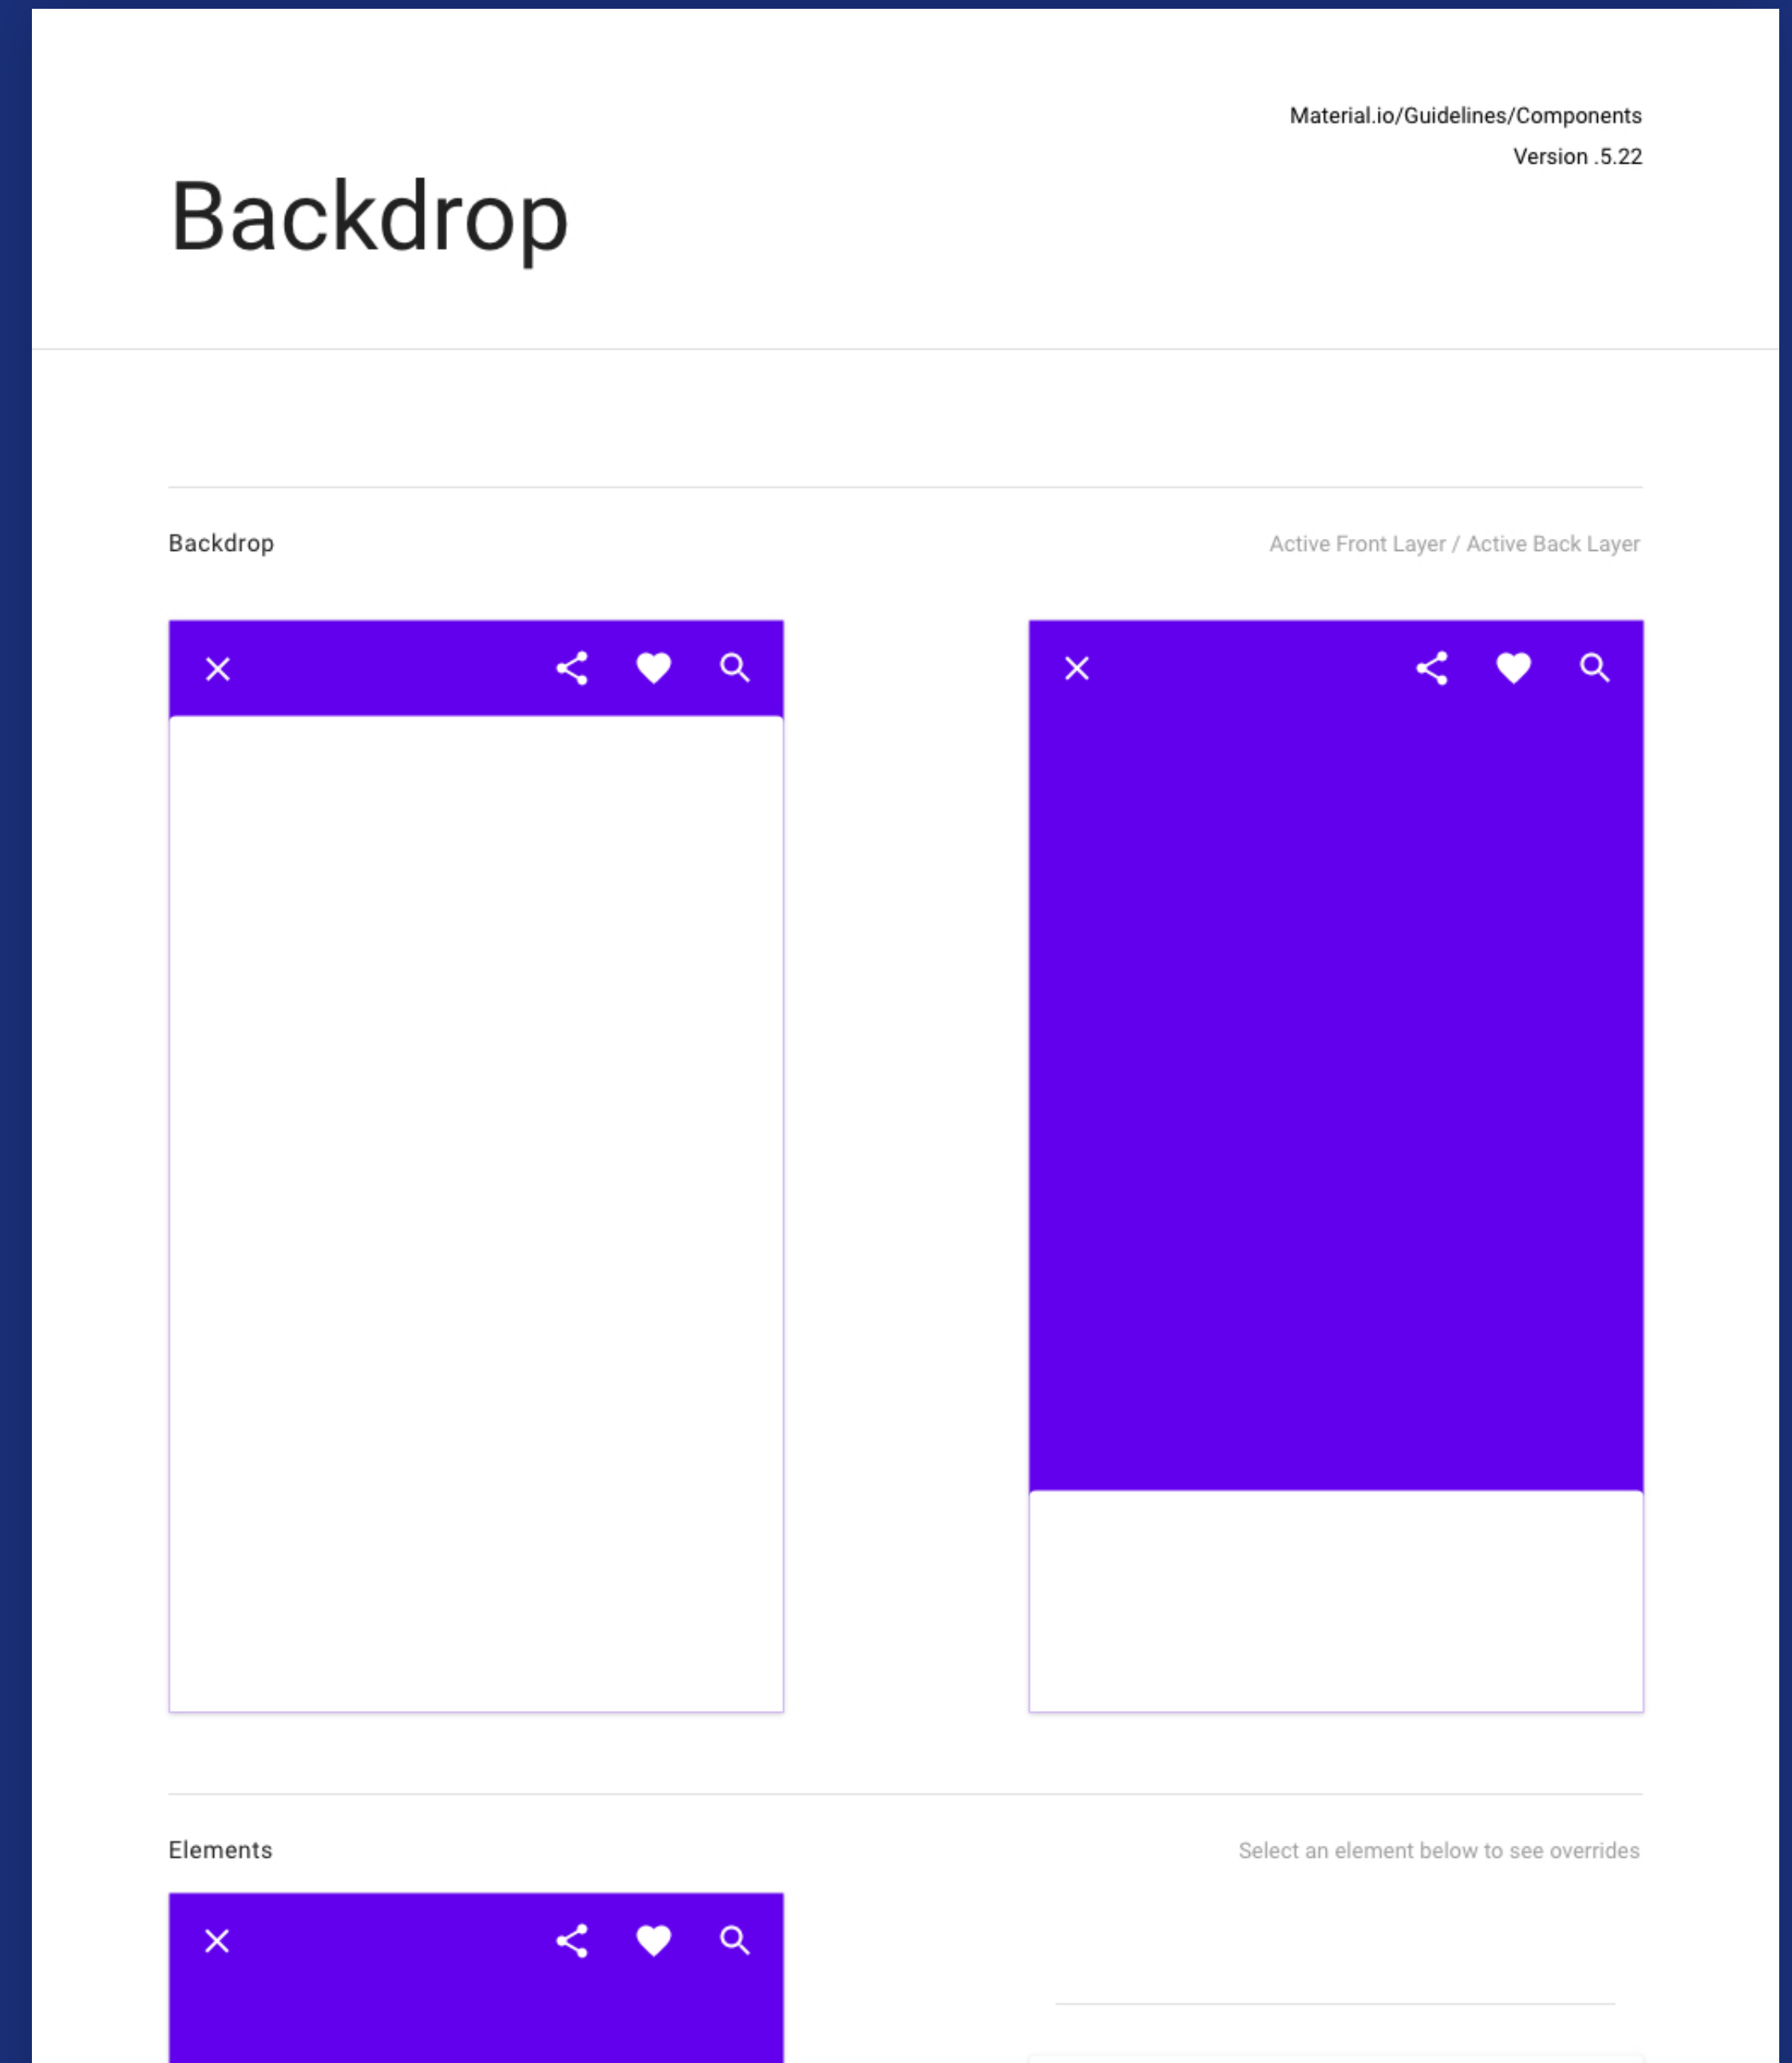 Material.io/Guidelines/Components
Version .5.22
Backdrop
Backdrop
Active Front Layer / Active Back Layer
Elements
Select an element below to see overrides